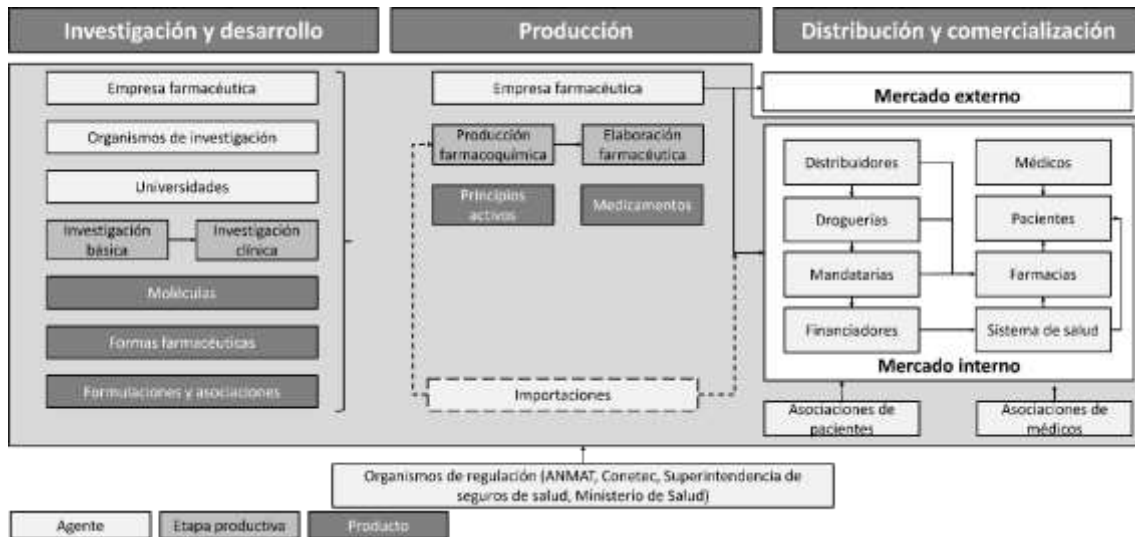 Investigación y desarrollo
Producción
Distribución y comercialización
Empresa farmacéutica
Organismos de investigación
Universidades
Investigación
básica
Investigación
clínica
Moléculas
Formas farmacéuticas
Formulaciones y asociaciones
Empresa farmacéutica
Producción
farmacoquímica
Elaboración
farmacéutica
Principios
activos
Medicamentos
Importaciones
Mercado externo
Distribuidores
Médicos
Droguerías
Pacientes
Mandatarias
Farmacias
Financiadores
Sistema de salud
Mercado interno
Asociaciones de
pacientes
Asociaciones de
médicos
Organismos de regulación (ANMAT, Conetec, Superintendencia de
seguros de salud, Ministerio de Salud)
Agente
Etapa productiva
Producto